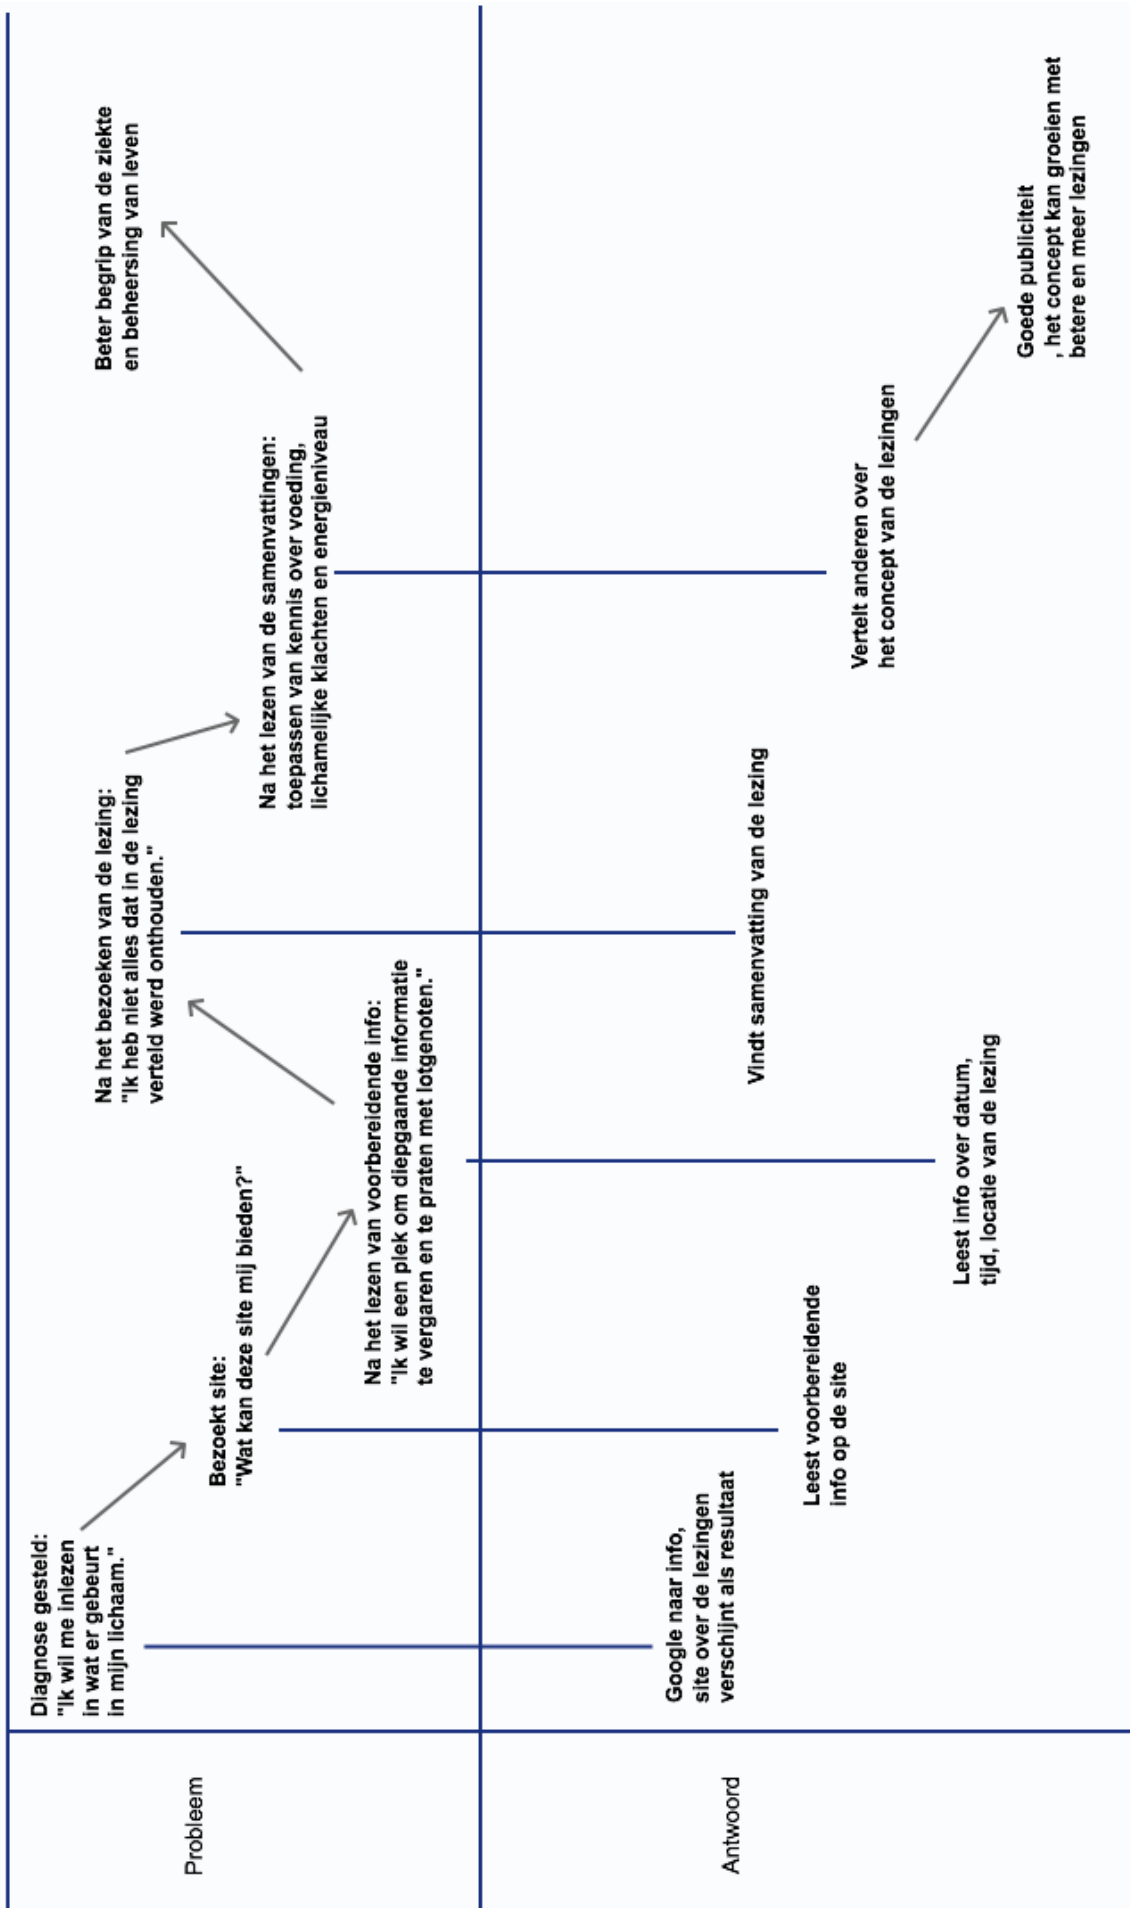 Probleem
Diagnose gesteld:
"Ik wil me inlezen
in wat er gebeurt
in mijn lichaam."
Bezoekt site:
"Wat kan deze site mij bieden?"
Na het lezen van voorbereidende info:
"Ik wil een plek om diepgaande informatie
te vergaren en te praten met lotgenoten."
Na het bezoeken van de lezing:
"Ik heb niet alles dat in de lezing
verteld werd onthouden."
Na het lezen van de samenvattingen:
toepassen van kennis over voeding,
lichamelijke klachten en energieniveau
Beter begrip van de ziekte
en beheersing van leven
Antwoord
Google naar info,
site over de lezingen
verschijnt als resultaat
Leest voorbereidende
info op de site
Leest info over datum,
tijd, locatie van de lezing
Vindt samenvatting van de lezing
Vertelt anderen over
het concept van de lezingen
Goede publiciteit
, het concept kan groeien met
betere en meer lezingen